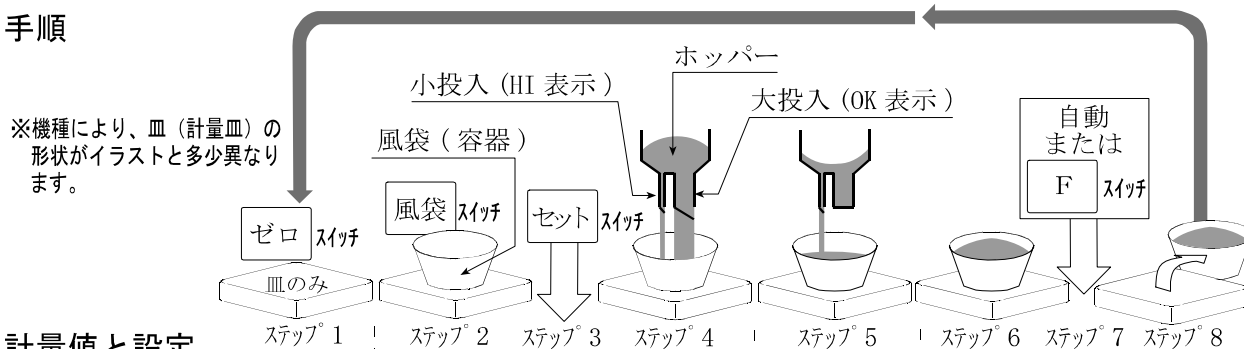 手順
※機種により、皿（計量皿）の
形状がイラストと多少異なり
ます。
ホッパー
小投入 (HI 表示 )
大投入 (OK 表示 )
風袋 ( 容器 )
自動
または
F スイッチ
ゼロ スイッチ
風袋 スイッチ
セット スイッチ
皿のみ
ステップ 1
ステップ 2
ステップ 3
ステップ 4
ステップ 5
ステップ 6
ステップ 7
ステップ 8
計量値と設定